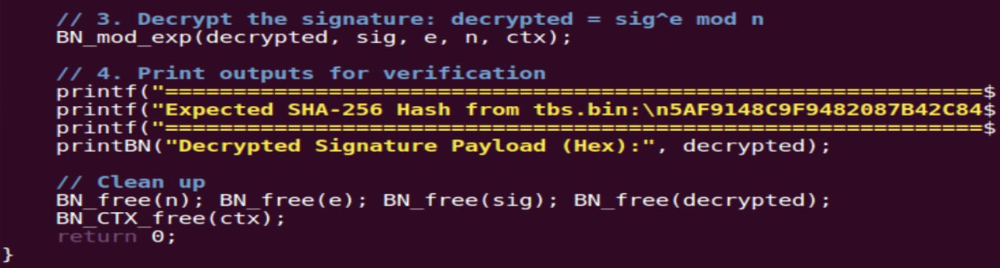 // 3. Decrypt the signature: decrypted = sig^e mod n
BN_mod_exp(decrypted, sig, e, n, ctx);
// 4. Print outputs for verification
printf("============================================================$
printf("Expected SHA-256 Hash from tbs.bin:\n5AF9148C9F9482087B42C84$
printf("============================================================$
printBN("Decrypted Signature Payload (Hex):", decrypted);
// Clean up
BN_free(n); BN_free(e); BN_free(sig); BN_free(decrypted);
BN_CTX_free(ctx);
return 0;
}